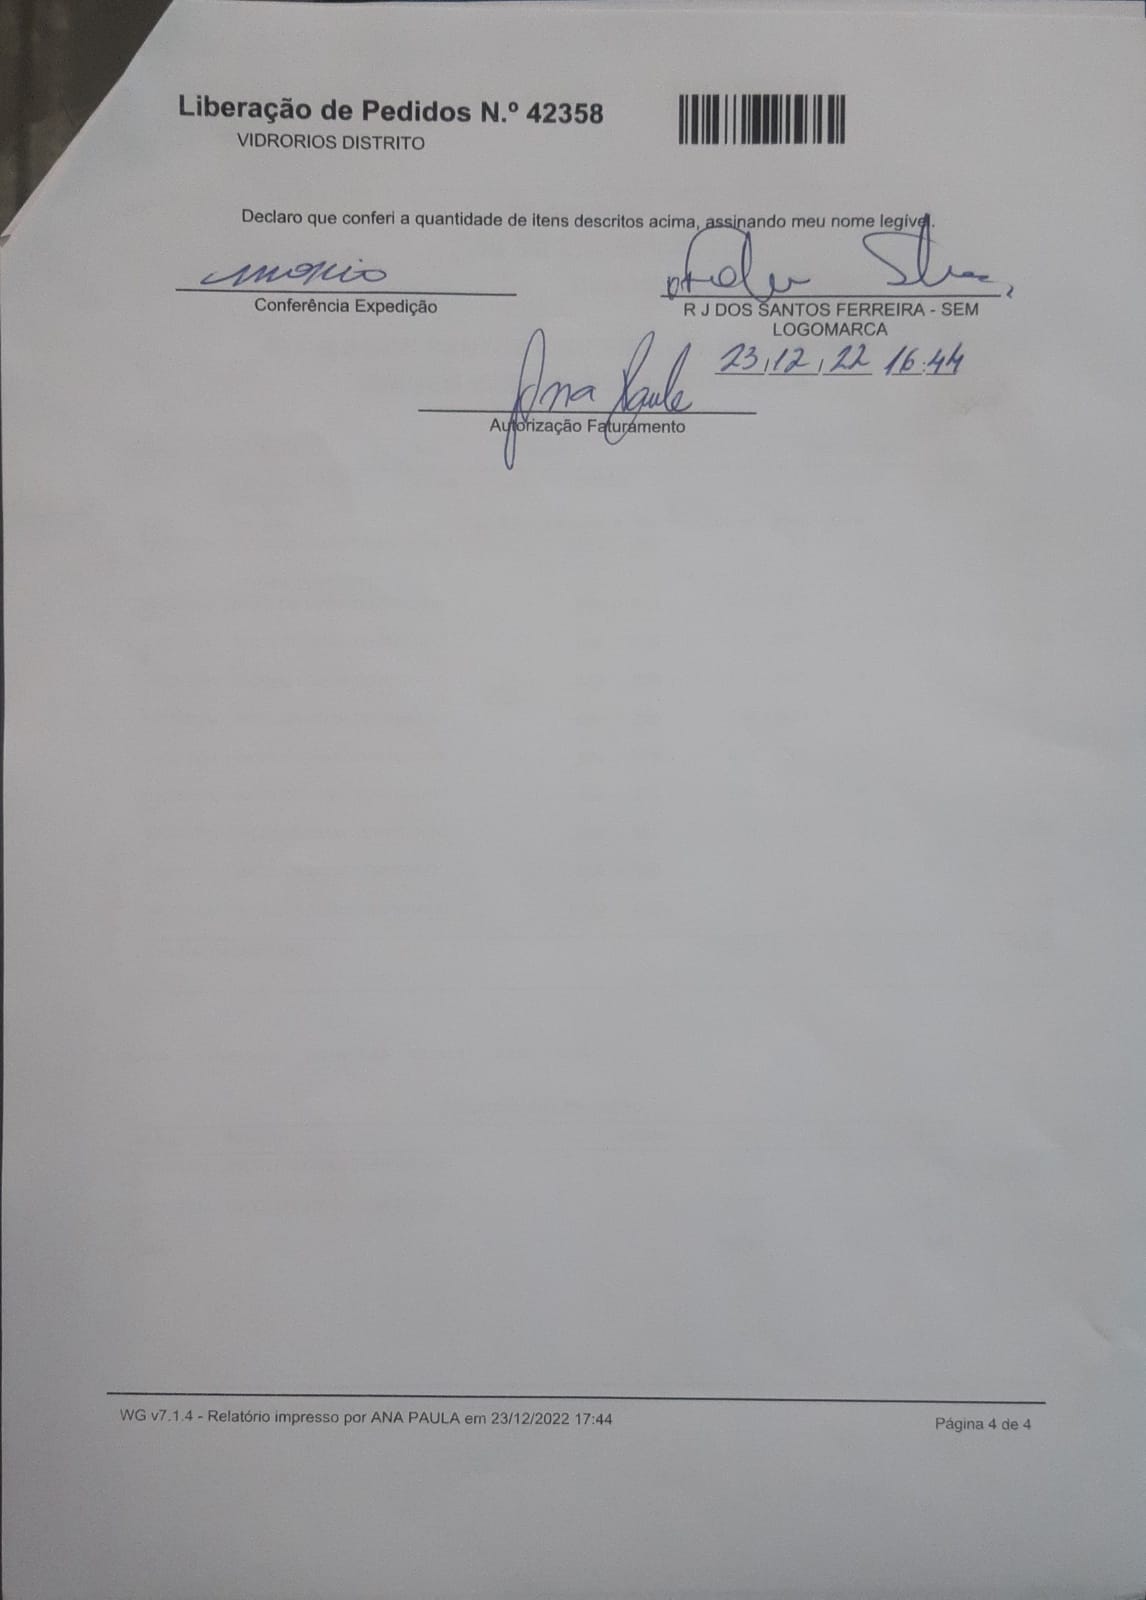 Liberação de Pedidos N.º 42358
VIDRORIOS DISTRITO
Declaro que conferi a quantidade de itens descritos acima, assinando meu nome legível.
Conferência Expedição
R J DOS SANTOS FERREIRA - SEM
LOGOMARCA
23/12/22 16:44
Ana Paula
Autorização Faturamento
WG v7.1.4 - Relatório impresso por ANA PAULA em 23/12/2022 17:44
Página 4 de 4